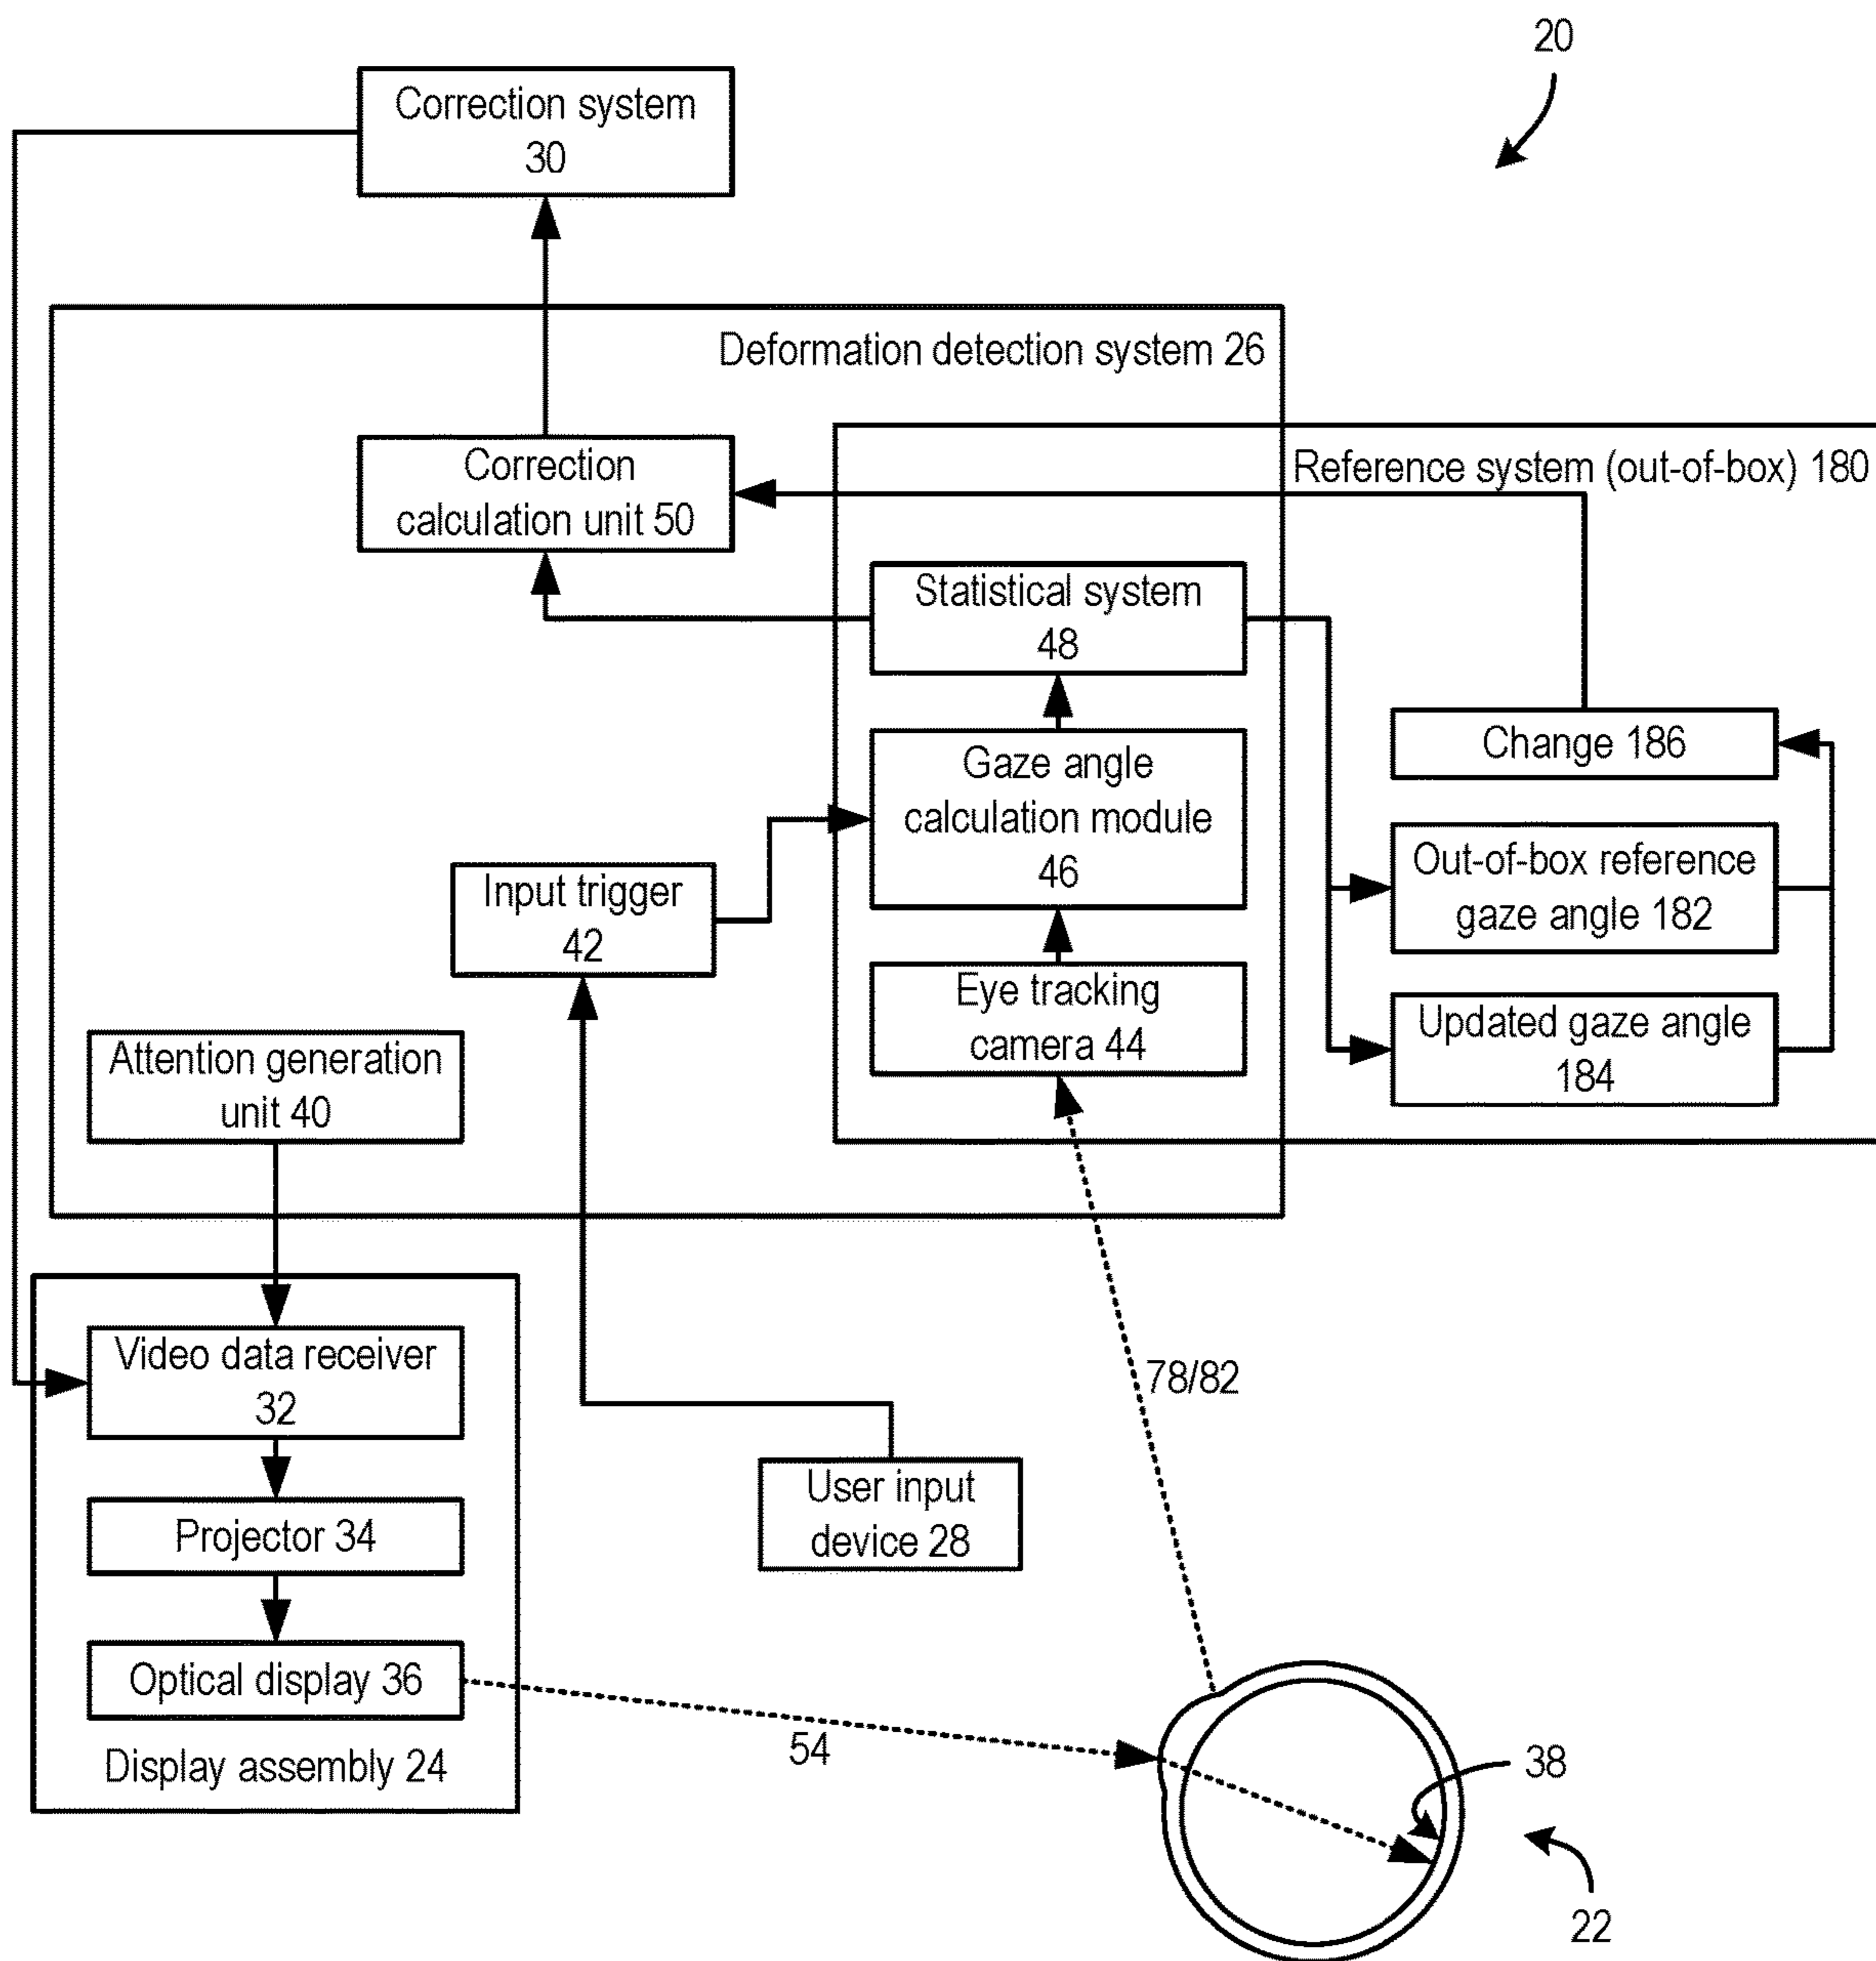 20
Correction system
30
Deformation detection system 26
Correction
calculation unit 50
Reference system (out-of-box) 180
Statistical system
48
Change 186
Gaze angle
calculation module
46
Out-of-box reference
gaze angle 182
Input trigger
42
Eye tracking
camera 44
Updated gaze angle
184
Attention generation
unit 40
Video data receiver
32
78/82
User input
device 28
Projector 34
Optical display 36
54
Display assembly 24
38
22